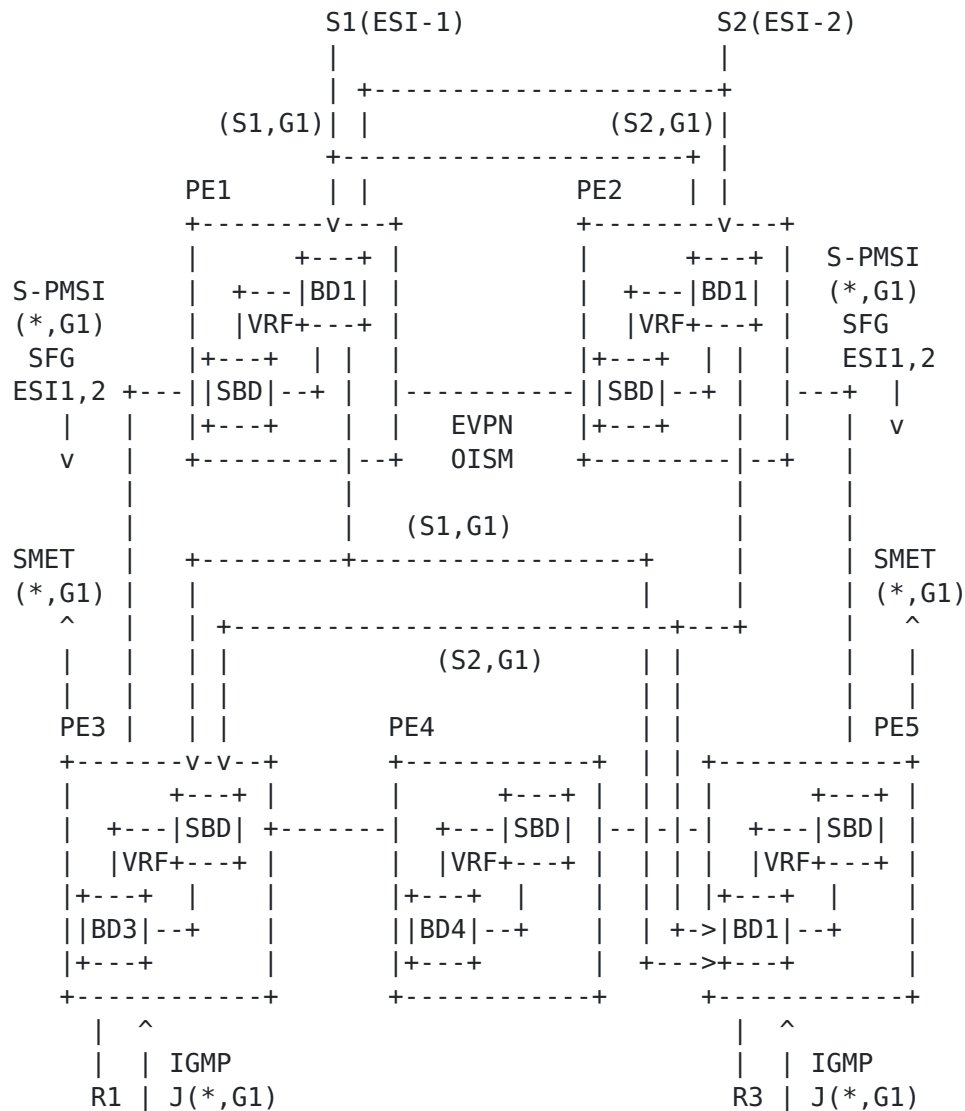 S1(ESI-1) S2(ESI-2)
(S1,G1) (S2,G1)
PE1 PE2
S-PMSI BD1 BD1 S-PMSI
(*,G1) VRF VRF (*,G1)
SFG SFG
ESI1,2 SBD SBD ESI1,2
EVPN
v OISM v
(S1,G1)
SMET SMET
(*,G1) (*,G1)
(S2,G1)
PE3 PE4 PE5
SBD SBD SBD
VRF VRF VRF
BD3 BD4 BD1
IGMP IGMP
R1 J(*,G1) R3 J(*,G1)